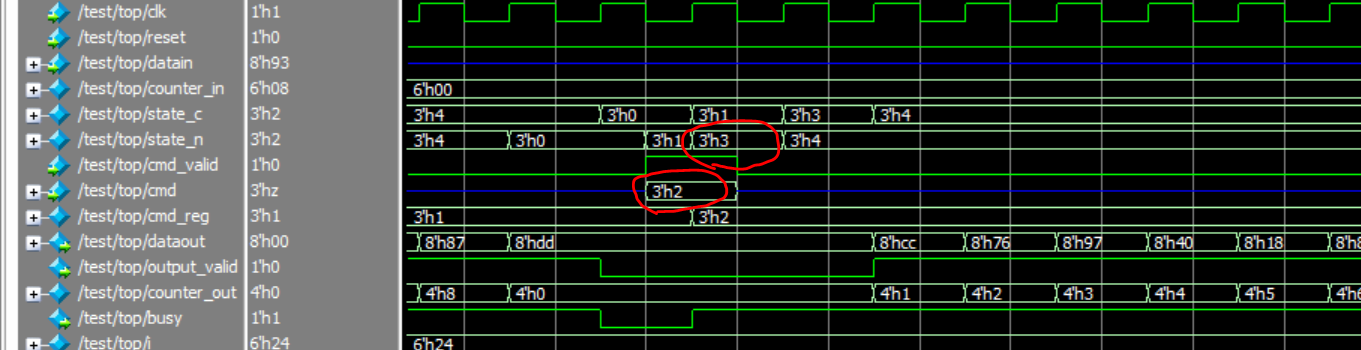 /test/top/clk 1'h1
/test/top/reset 1'h0
/test/top/datain 8'h93
/test/top/counter_in 6'h08 6'h00
/test/top/state_c 3'h2 3'h4 3'h0 3'h1 3'h3 3'h4
/test/top/state_n 3'h2 3'h4 3'h0 3'h1 3'h3 3'h4
/test/top/cmd_valid 1'h0
/test/top/cmd 3'hz 3'h2
/test/top/cmd_reg 3'h1 3'h1 3'h2
/test/top/dataout 8'h00 8'h87 8'hdd 8'hcc 8'h76 8'h97 8'h40 8'h18
/test/top/output_valid 1'h0
/test/top/counter_out 4'h0 4'h8 4'h0 4'h1 4'h2 4'h3 4'h4 4'h5
/test/top/busy 1'h1
/test/top/i 6'h24 6'h24